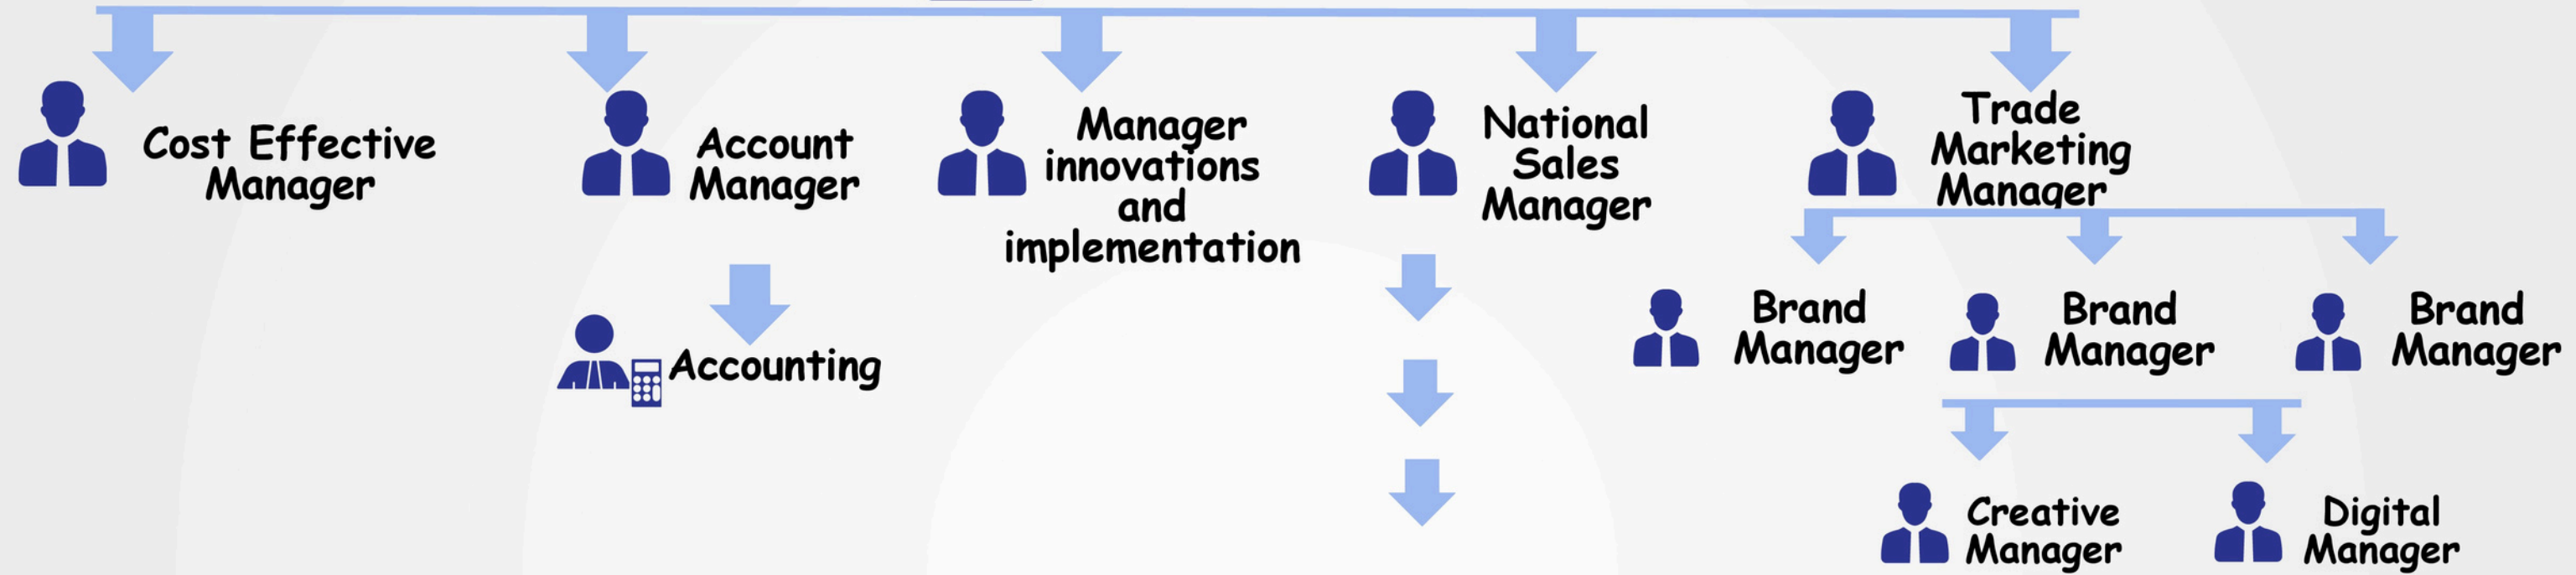 Cost Effective
Manager
Account
Manager
Manager
innovations
and
implementation
National
Sales
Manager
Trade
Marketing
Manager
Accounting
Brand
Manager
Brand
Manager
Brand
Manager
Creative
Manager
Digital
Manager